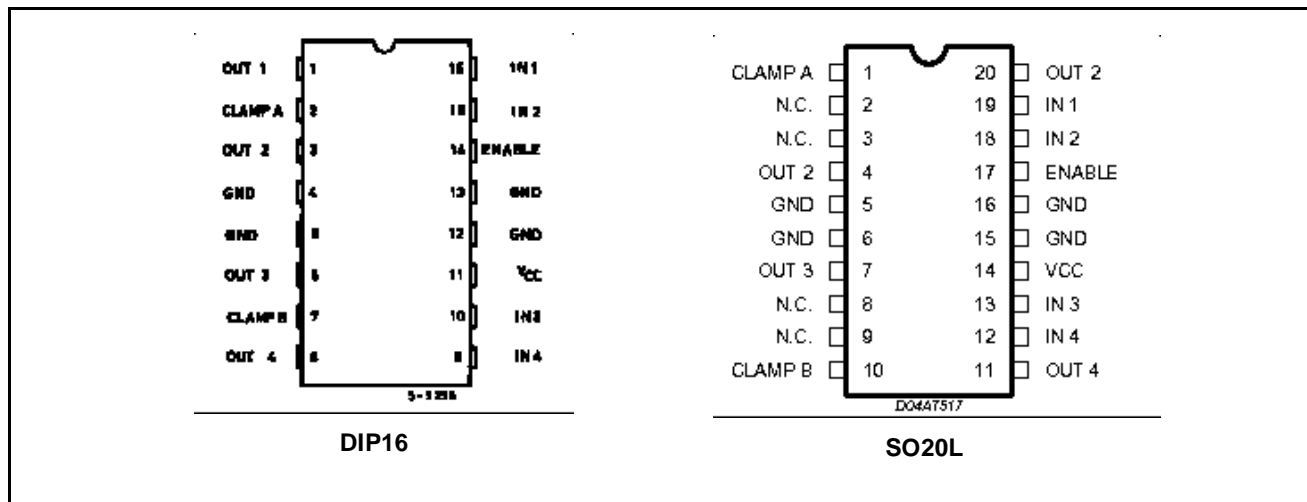 OUT 1 1 16 IN 1
CLAMP A 2 15 IN 2
OUT 2 3 14 ENABLE
GND 4 13 GND
GND 5 12 GND
OUT 3 6 11 VCC
CLAMP B 7 10 IN 3
OUT 4 8 9 IN 4
DIP16
CLAMP A 1 20 OUT 2
N.C. 2 19 IN 1
N.C. 3 18 IN 2
OUT 2 4 17 ENABLE
GND 5 16 GND
GND 6 15 GND
OUT 3 7 14 VCC
N.C. 8 13 IN 3
N.C. 9 12 IN 4
CLAMP B 10 11 OUT 4
D04AT517
SO20L